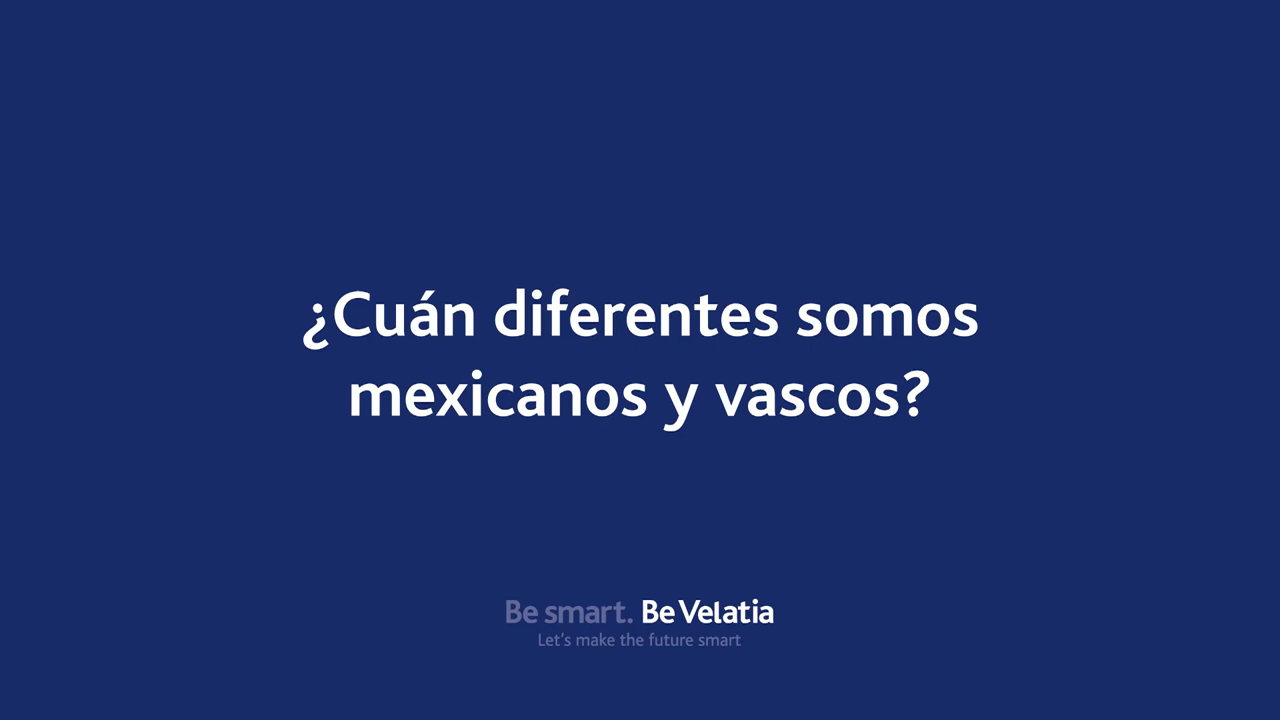 ¿Cuán diferentes somos
mexicanos y vascos?
Be smart. Be Velatia
Let's make the future smart